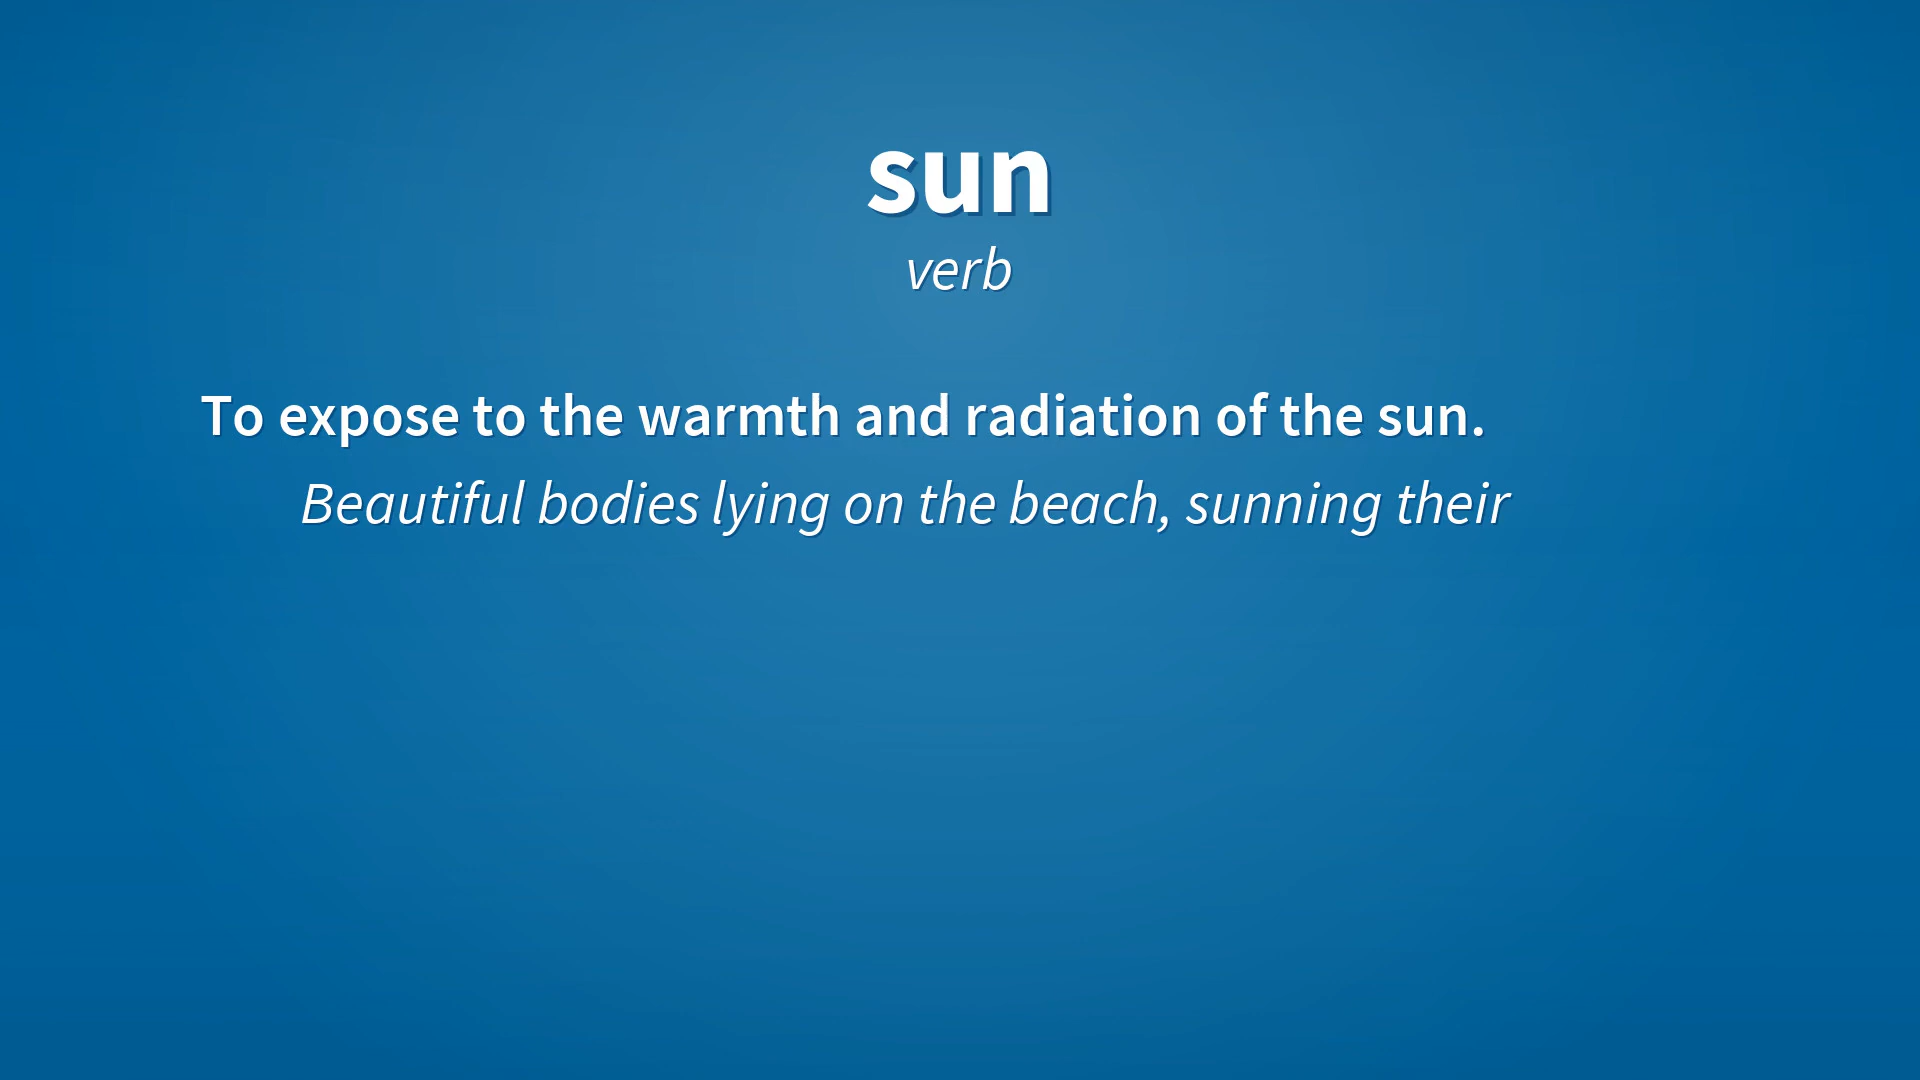 sun
verb
To expose to the warmth and radiation of the sun.
Beautiful bodies lying on the beach, sunning their